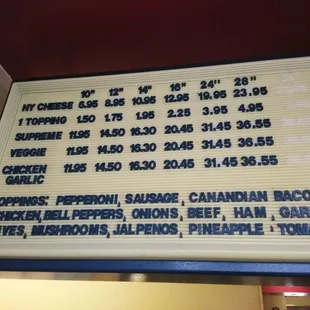 10" 12" 14" 16" 24" 28"
NY CHEESE 6.95 8.95 10.95 12.95 19.95 23.95
1 TOPPING 1.50 1.75 1.95 2.25 3.95 4.95
SUPREME 11.95 14.50 16.30 20.45 31.45 36.55
VEGGIE 11.95 14.50 16.30 20.45 31.45 36.55
CHICKEN GARLIC 11.95 14.50 16.30 20.45 31.45 36.55
OPPINGS: PEPPERONI, SAUSAGE, CANANDIAN BACO
CHICKEN, BELL PEPPERS, ONIONS, BEEF, HAM, GAR
VES, MUSHROOMS, JALPENOS, PINEAPPLE · TOMA